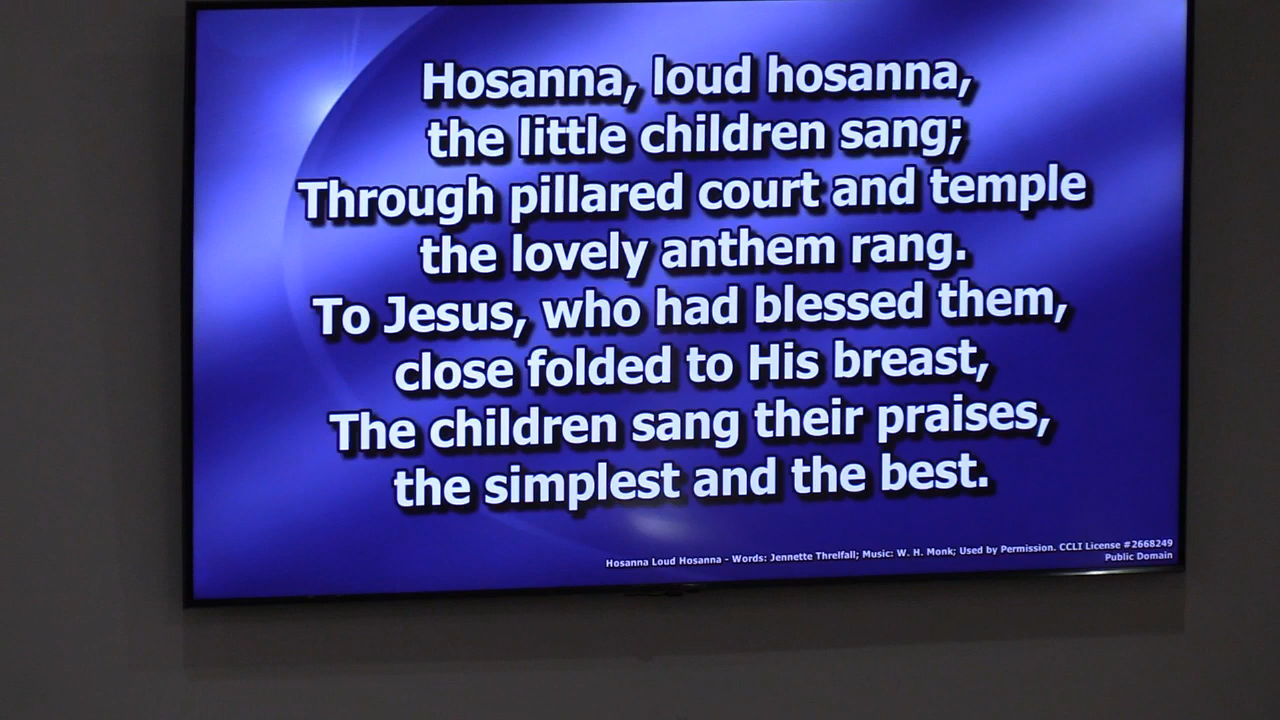 Hosanna, loud hosanna,
the little children sang;
Through pillared court and temple
the lovely anthem rang.
To Jesus, who had blessed them,
close folded to His breast,
The children sang their praises,
the simplest and the best.
Hosanna Loud Hosanna - Words: Jennette Threlfall; Music: W. H. Monk; Used by Permission. CCLI License #2668249
Public Domain